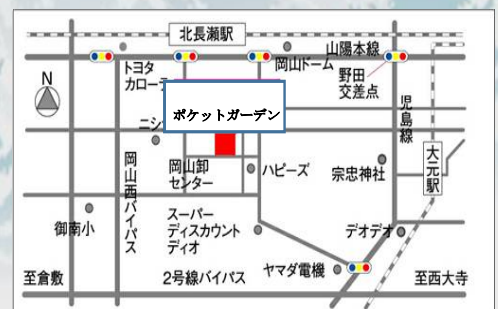 北長瀬駅
山陽本線
トヨタ
カローラ
岡山ドーム
野田
交差点
N
ポケットガーデン
児島線
大元駅
ニシ
岡山西バイパス
岡山卸
センター
ハピーズ
宗忠神社
御南小
スーパー
ディスカウント
ディオ
デオデオ
ヤマダ電機
至倉敷
2号線バイパス
至西大寺